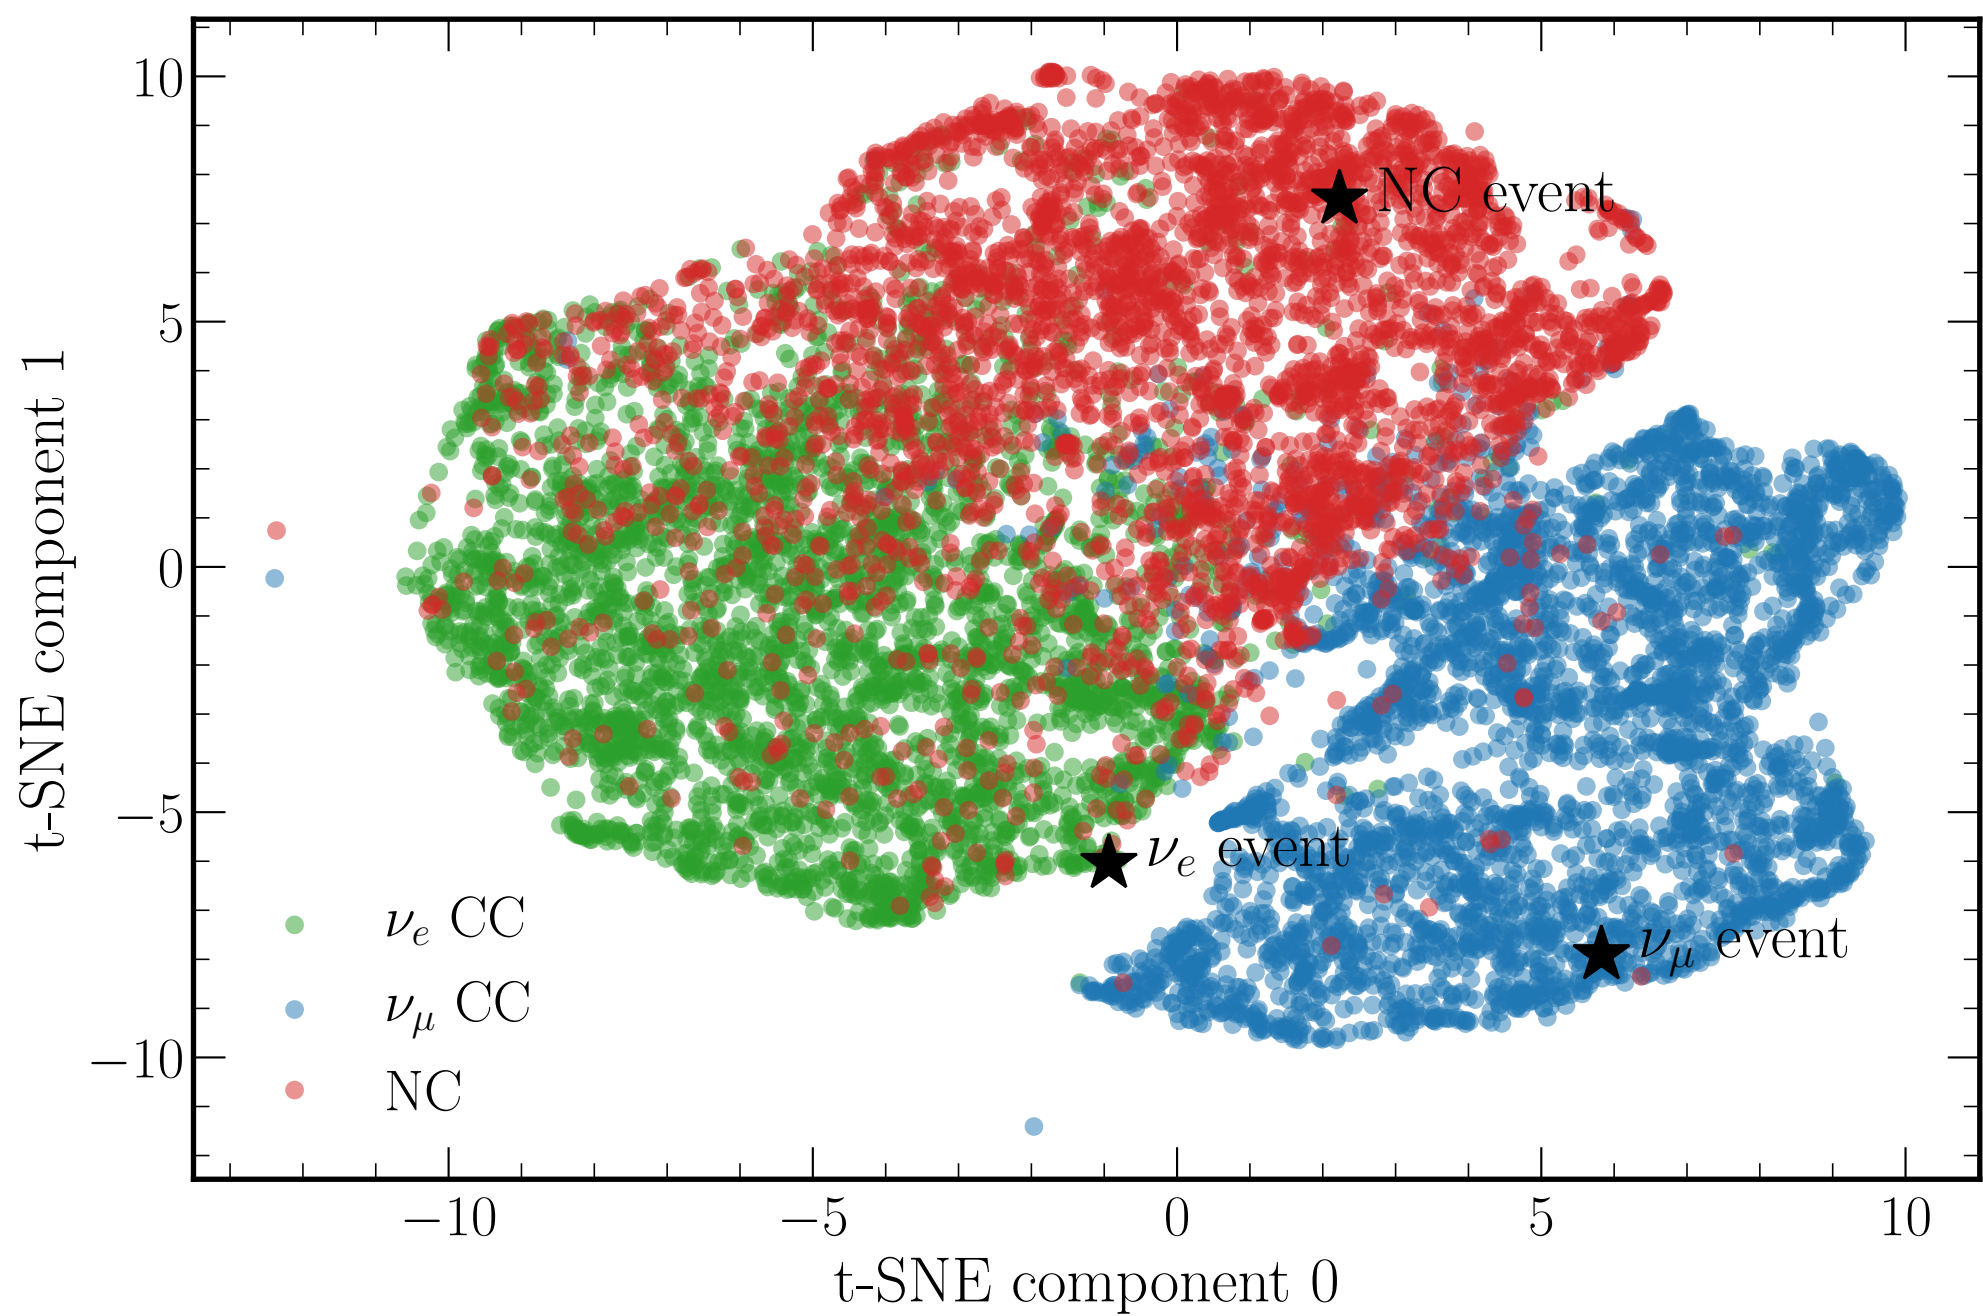 10
5
0
−5
−10
t-SNE component 1
NC event
νe event
νμ event
νe CC
νμ CC
NC
−10 −5 0 5 10
t-SNE component 0